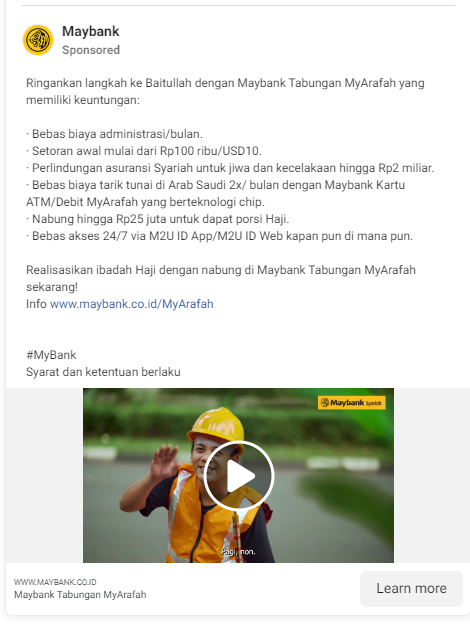 Maybank
Sponsored
Ringankan langkah ke Baitullah dengan Maybank Tabungan MyArafah yang
memiliki keuntungan:
· Bebas biaya administrasi/bulan.
· Setoran awal mulai dari Rp100 ribu/USD10.
· Perlindungan asuransi Syariah untuk jiwa dan kecelakaan hingga Rp2 miliar.
· Bebas biaya tarik tunai di Arab Saudi 2x/ bulan dengan Maybank Kartu
ATM/Debit MyArafah yang berteknologi chip.
· Nabung hingga Rp25 juta untuk dapat porsi Haji.
· Bebas akses 24/7 via M2U ID App/M2U ID Web kapan pun di mana pun.
Realisasikan ibadah Haji dengan nabung di Maybank Tabungan MyArafah
sekarang!
Info www.maybank.co.id/MyArafah
#MyBank
Syarat dan ketentuan berlaku
Maybank Syariah
Pagi, non.
WWW.MAYBANK.CO.ID
Maybank Tabungan MyArafah
Learn more